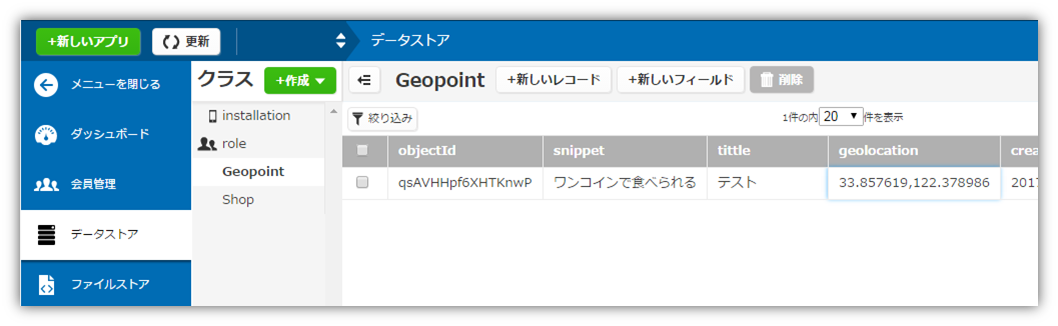 +新しいアプリ 更新 データストア
メニューを閉じる
ダッシュボード
会員管理
データストア
ファイルストア
クラス +作成
installation
role
Geopoint
Shop
Geopoint +新しいレコード +新しいフィールド 削除
絞り込み 1件の内 20 件を表示
objectId snippet tittle geolocation crea
qsAVHHpf6XHTKnwP ワンコインで食べられる テスト 33.857619,122.378986 2017